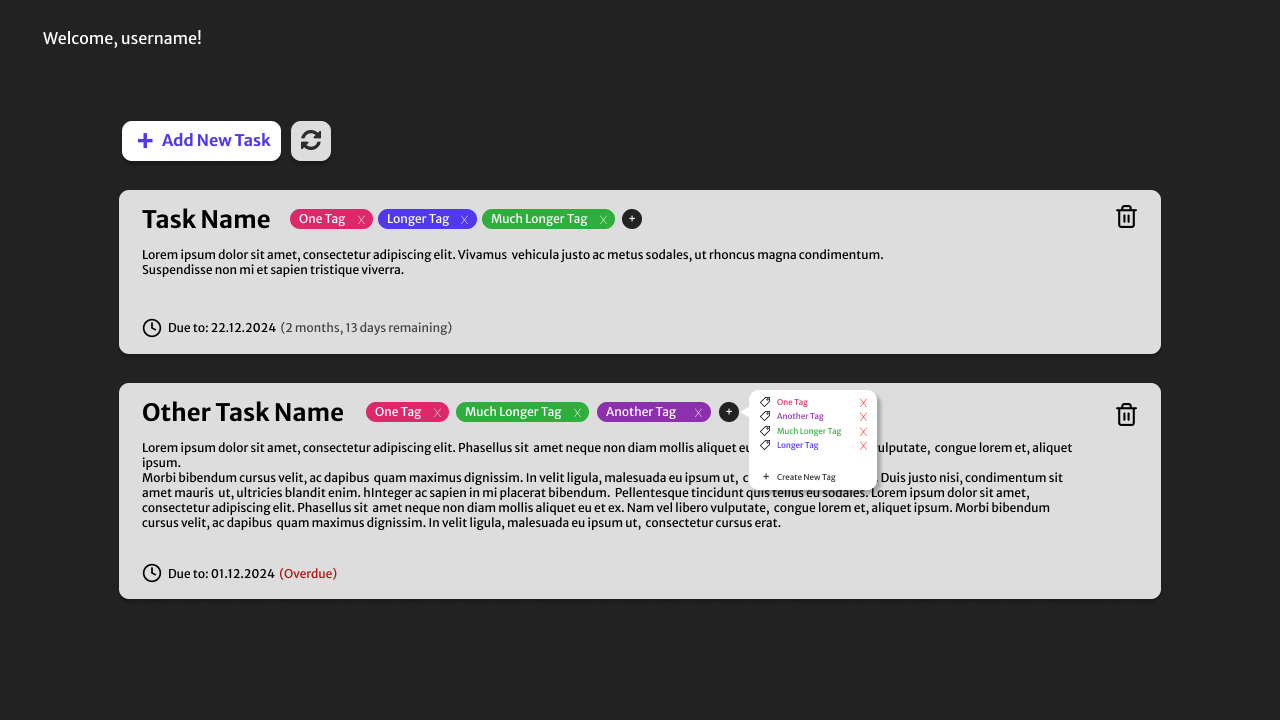 Welcome, username!
+ Add New Task
Task Name One Tag X Longer Tag X Much Longer Tag X +
Lorem ipsum dolor sit amet, consectetur adipiscing elit. Vivamus vehicula justo ac metus sodales, ut rhoncus magna condimentum.
Suspendisse non mi et sapien tristique viverra.
Due to: 22.12.2024 (2 months, 13 days remaining)
Other Task Name One Tag X Much Longer Tag X Another Tag X +
One Tag X
Another Tag X
Much Longer Tag X
Longer Tag X
+ Create New Tag
Lorem ipsum dolor sit amet, consectetur adipiscing elit. Phasellus sit amet neque non diam mollis aliquet eu vulputate, congue lorem et, aliquet
ipsum.
Morbi bibendum cursus velit, ac dapibus quam maximus dignissim. In velit ligula, malesuada eu ipsum ut, c . Duis justo nisi, condimentum sit
amet mauris ut, ultricies blandit enim. hInteger ac sapien in mi placerat bibendum. Pellentesque tincidunt quis tellus eu sodales. Lorem ipsum dolor sit amet,
consectetur adipiscing elit. Phasellus sit amet neque non diam mollis aliquet eu et ex. Nam vel libero vulputate, congue lorem et, aliquet ipsum. Morbi bibendum
cursus velit, ac dapibus quam maximus dignissim. In velit ligula, malesuada eu ipsum ut, consectetur cursus erat.
Due to: 01.12.2024 (Overdue)